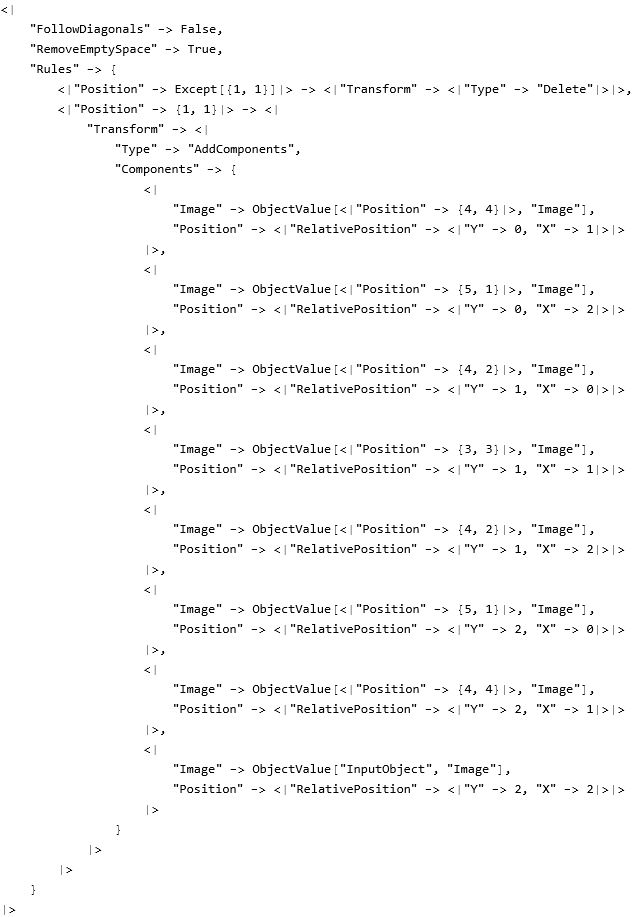 <|
    "FollowDiagonals" -> False,
    "RemoveEmptySpace" -> True,
    "Rules" -> {
        <|"Position" -> Except[{1, 1}]|> -> <|"Transform" -> <|"Type" -> "Delete"|>|>,
        <|"Position" -> {1, 1}|> -> <|
            "Transform" -> <|
                "Type" -> "AddComponents",
                "Components" -> {
                    <|
                        "Image" -> ObjectValue[<|"Position" -> {4, 4}|>, "Image"],
                        "Position" -> <|"RelativePosition" -> <|"Y" -> 0, "X" -> 1|>|>
                    |>,
                    <|
                        "Image" -> ObjectValue[<|"Position" -> {5, 1}|>, "Image"],
                        "Position" -> <|"RelativePosition" -> <|"Y" -> 0, "X" -> 2|>|>
                    |>,
                    <|
                        "Image" -> ObjectValue[<|"Position" -> {4, 2}|>, "Image"],
                        "Position" -> <|"RelativePosition" -> <|"Y" -> 1, "X" -> 0|>|>
                    |>,
                    <|
                        "Image" -> ObjectValue[<|"Position" -> {3, 3}|>, "Image"],
                        "Position" -> <|"RelativePosition" -> <|"Y" -> 1, "X" -> 1|>|>
                    |>,
                    <|
                        "Image" -> ObjectValue[<|"Position" -> {4, 2}|>, "Image"],
                        "Position" -> <|"RelativePosition" -> <|"Y" -> 1, "X" -> 2|>|>
                    |>,
                    <|
                        "Image" -> ObjectValue[<|"Position" -> {5, 1}|>, "Image"],
                        "Position" -> <|"RelativePosition" -> <|"Y" -> 2, "X" -> 0|>|>
                    |>,
                    <|
                        "Image" -> ObjectValue[<|"Position" -> {4, 4}|>, "Image"],
                        "Position" -> <|"RelativePosition" -> <|"Y" -> 2, "X" -> 1|>|>
                    |>,
                    <|
                        "Image" -> ObjectValue["InputObject", "Image"],
                        "Position" -> <|"RelativePosition" -> <|"Y" -> 2, "X" -> 2|>|>
                    |>
                }
            |>
        |>
    }
|>